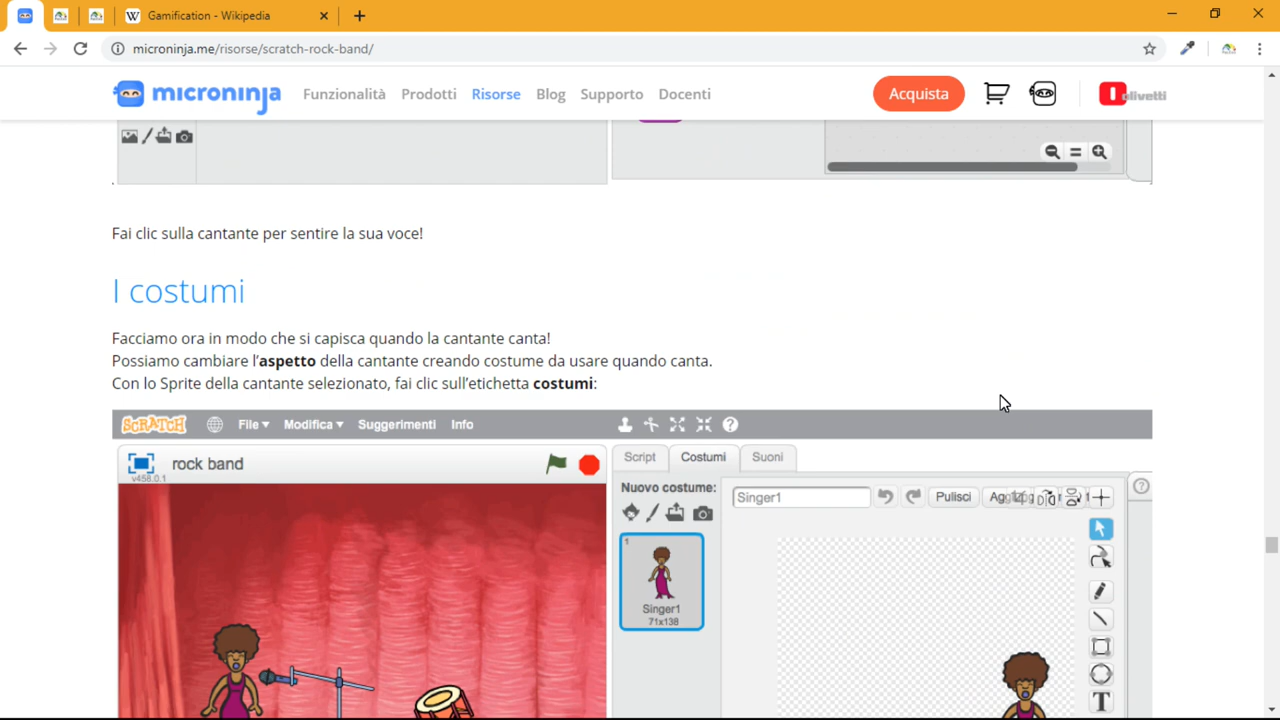 Gamification - Wikipedia
microninja.me/risorse/scratch-rock-band/
microninja
Funzionalità
Prodotti
Risorse
Blog
Supporto
Docenti
Acquista
olivetti
Fai clic sulla cantante per sentire la sua voce!
I costumi
Facciamo ora in modo che si capisca quando la cantante canta!
Possiamo cambiare l’aspetto della cantante creando costume da usare quando canta.
Con lo Sprite della cantante selezionato, fai clic sull’etichetta costumi:
SCRATCH
File
Modifica
Suggerimenti
Info
rock band
v458.0.1
Script
Costumi
Suoni
Nuovo costume:
Singer1
Pulisci
1
Singer1
71x138
T